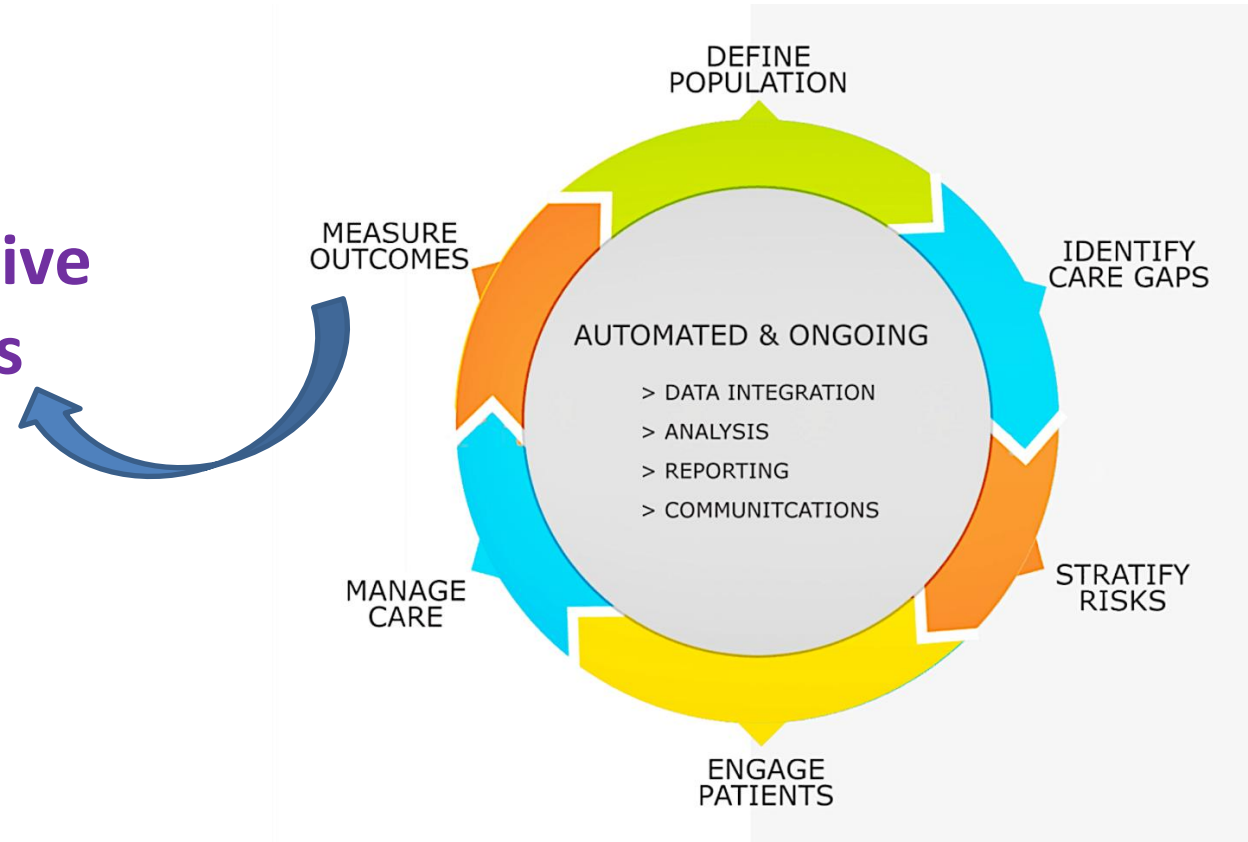 DEFINE
POPULATION
MEASURE
OUTCOMES
ive
s
IDENTIFY
CARE GAPS
AUTOMATED & ONGOING
> DATA INTEGRATION
> ANALYSIS
> REPORTING
> COMMUNITCATIONS
STRATIFY
RISKS
MANAGE
CARE
ENGAGE
PATIENTS